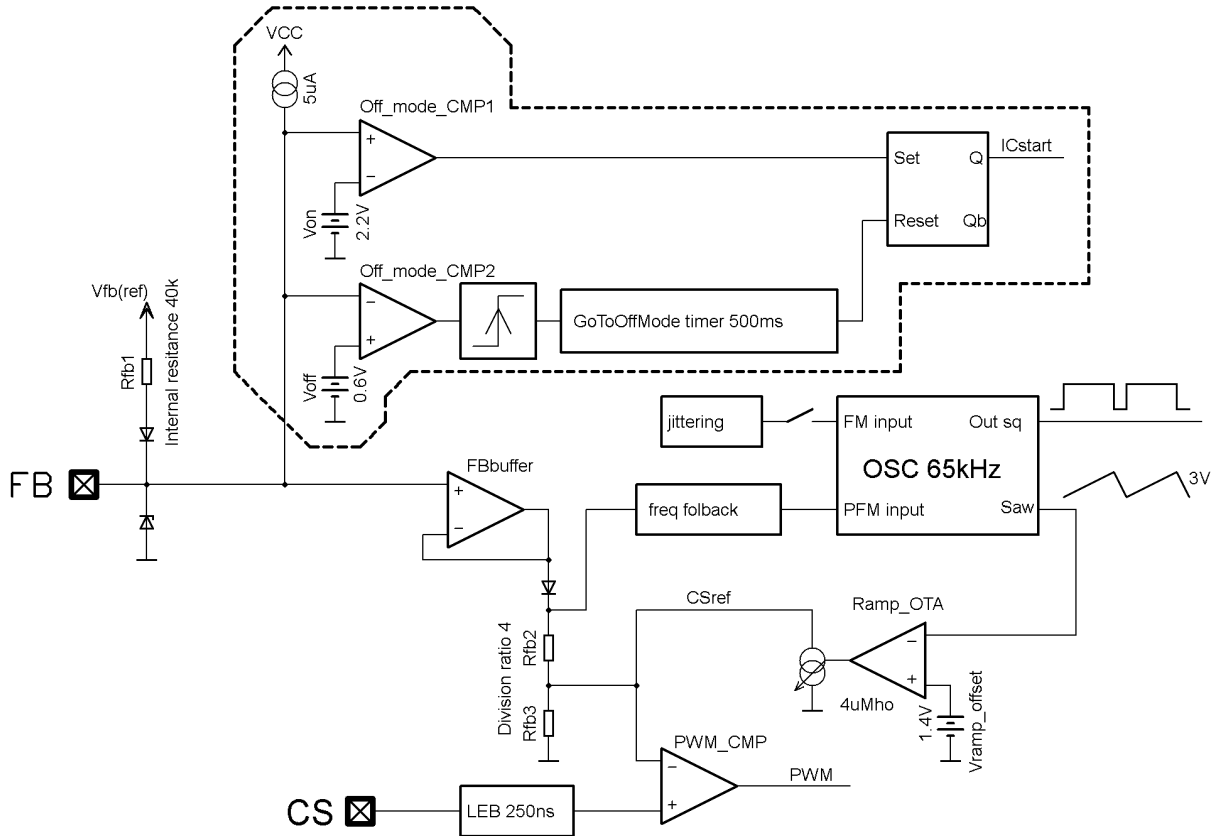 VCC
5uA
Off_mode_CMP1
+
−
Von
2.2V
Set
Q
ICstart
Reset
Qb
Off_mode_CMP2
−
+
Voff
0.6V
GoToOffMode timer 500ms
Vfb(ref)
Rfb1
Internal resitance 40k
jittering
FM input
Out sq
OSC 65kHz
PFM input
Saw
3V
FB
FBbuffer
+
−
freq folback
CSref
Ramp_OTA
−
+
4uMho
1.4V
Vramp_offset
Division ratio 4
Rfb2
Rfb3
PWM_CMP
−
+
PWM
CS
LEB 250ns